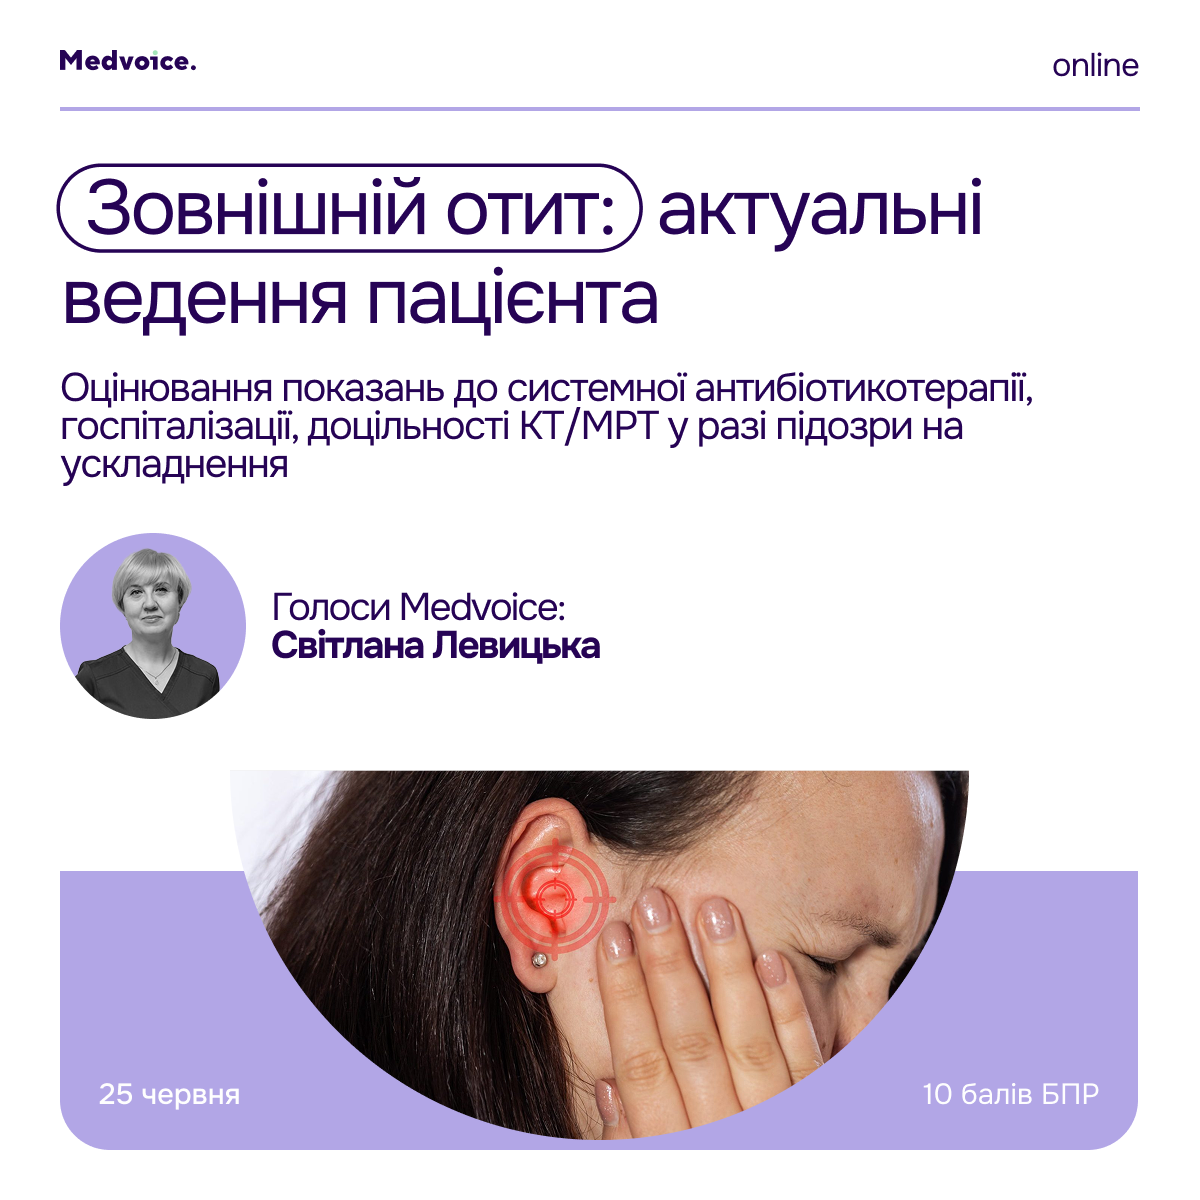 Medvoice.
online
Зовнішній отит: актуальні
ведення пацієнта
Оцінювання показань до системної антибіотикотерапії,
госпіталізації, доцільності КТ/МРТ у разі підозри на
ускладнення
Голоси Medvoice:
Світлана Левицька
25 червня
10 балів БПР